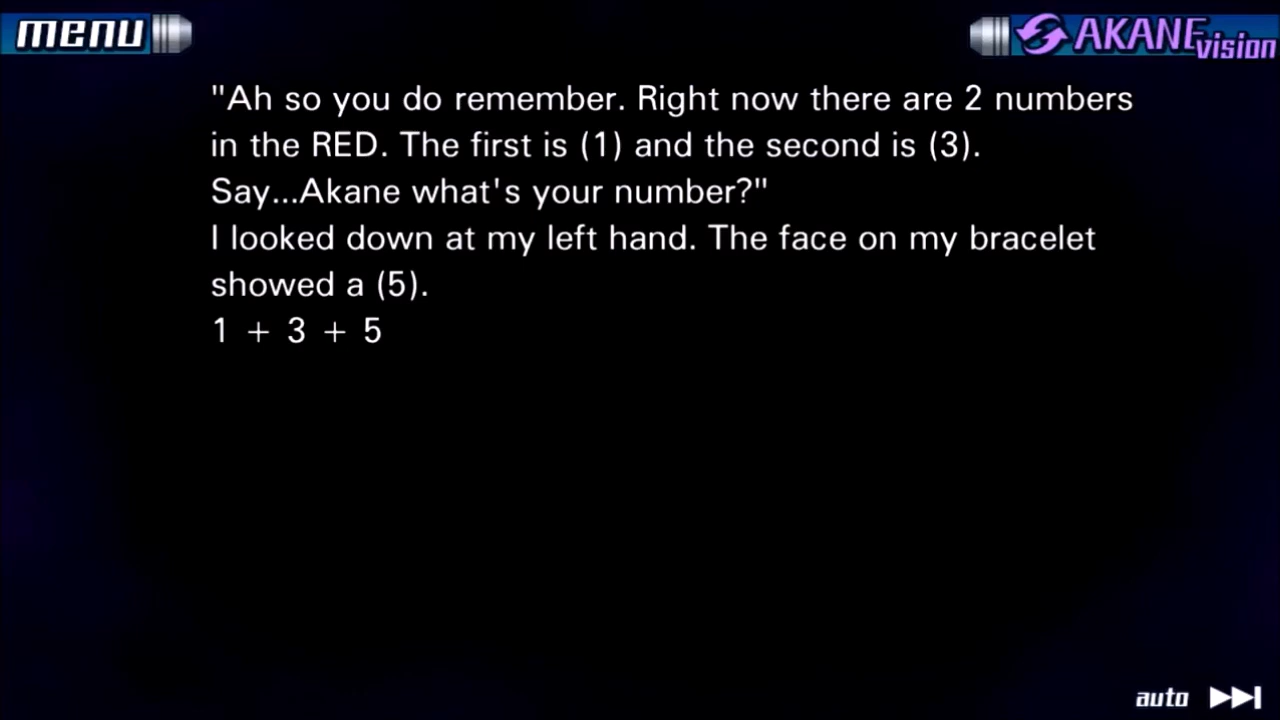 menu
AKANE vision
"Ah so you do remember. Right now there are 2 numbers
in the RED. The first is (1) and the second is (3).
Say...Akane what's your number?"
I looked down at my left hand. The face on my bracelet
showed a (5).
1 + 3 + 5
auto